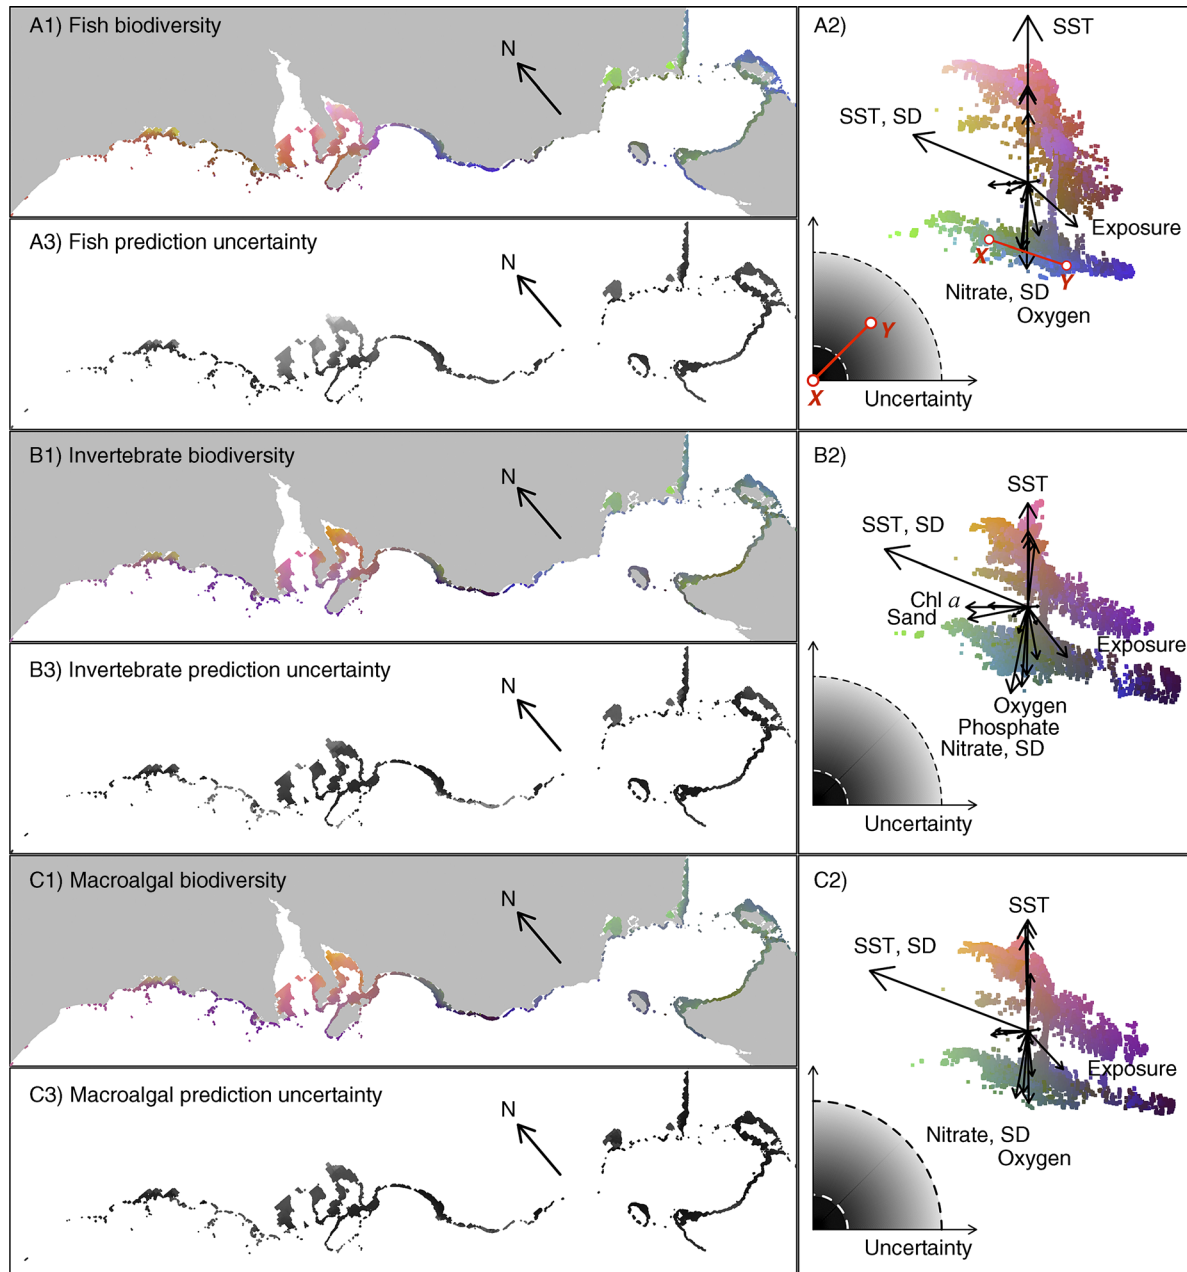 A1) Fish biodiversity
N
A2)
SST
SST, SD
Exposure
X
Y
Nitrate, SD
Oxygen
Y
X
Uncertainty
A3) Fish prediction uncertainty
N
B1) Invertebrate biodiversity
N
B2)
SST
SST, SD
Chl a
Sand
Exposure
Oxygen
Phosphate
Nitrate, SD
Uncertainty
B3) Invertebrate prediction uncertainty
N
C1) Macroalgal biodiversity
N
C2)
SST
SST, SD
Exposure
Nitrate, SD
Oxygen
Uncertainty
C3) Macroalgal prediction uncertainty
N